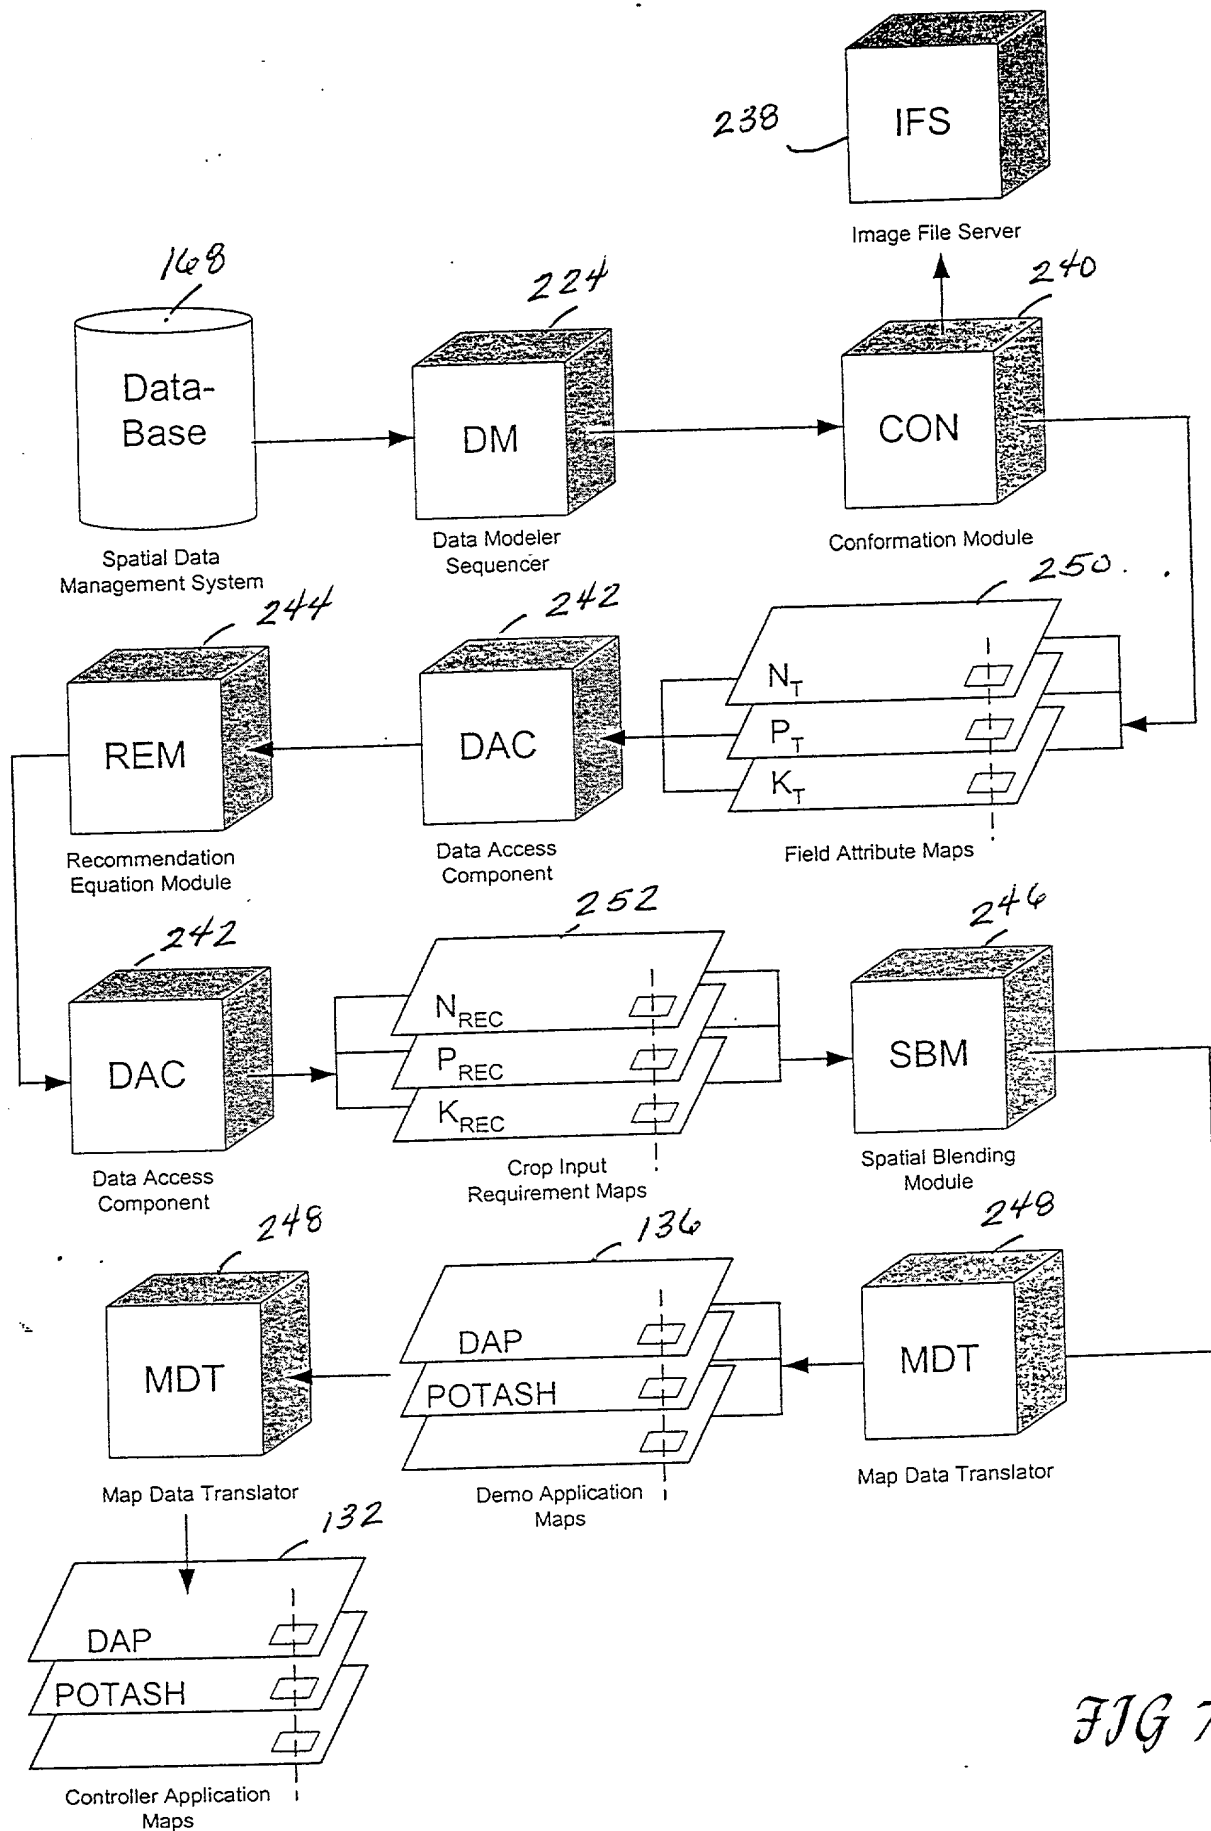 IFS
238
Image File Server
168
224
240
Data-
Base
DM
CON
Spatial Data
Management System
Data Modeler
Sequencer
Conformation Module
244
242
250
REM
DAC
N_T
P_T
K_T
Recommendation
Equation Module
Data Access
Component
Field Attribute Maps
242
252
246
DAC
N_REC
P_REC
K_REC
SBM
Data Access
Component
Crop Input
Requirement Maps
Spatial Blending
Module
248
136
248
MDT
DAP
POTASH
MDT
Map Data Translator
Demo Application
Maps
Map Data Translator
132
DAP
POTASH
Controller Application
Maps
FIG 7